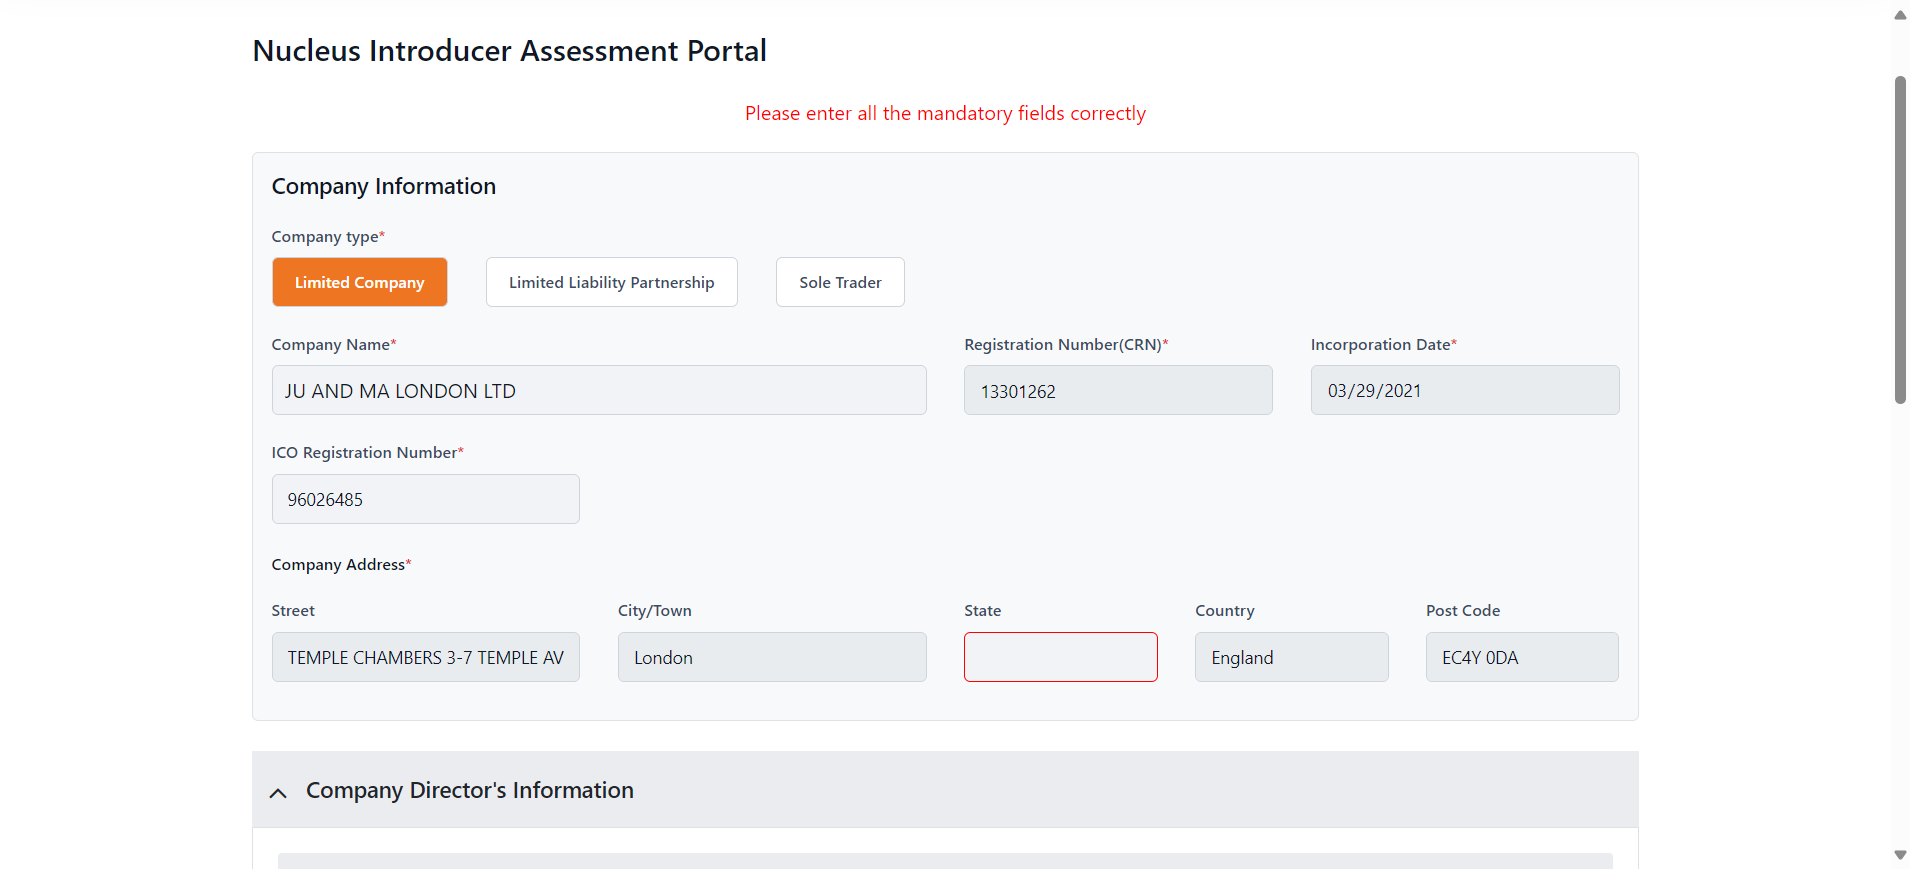 Nucleus Introducer Assessment Portal
Please enter all the mandatory fields correctly
Company Information
Company type*
Limited Company Limited Liability Partnership Sole Trader
Company Name* Registration Number(CRN)* Incorporation Date*
JU AND MA LONDON LTD 13301262 03/29/2021
ICO Registration Number*
96026485
Company Address*
Street City/Town State Country Post Code
TEMPLE CHAMBERS 3-7 TEMPLE AV London England EC4Y 0DA
Company Director's Information